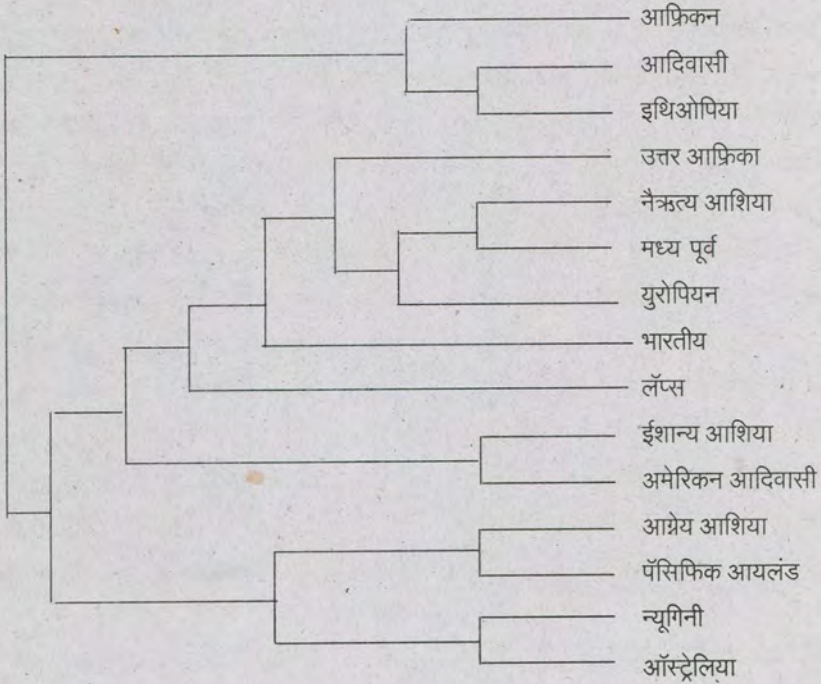 आफ्रिकन
आदिवासी
इथिओपिया
उत्तर आफ्रिका
नैऋत्य आशिया
मध्य पूर्व
युरोपियन
भारतीय
लॅप्स
ईशान्य आशिया
अमेरिकन आदिवासी
आग्नेय आशिया
पॅसिफिक आयलंड
न्यूगिनी
ऑस्ट्रेलिया